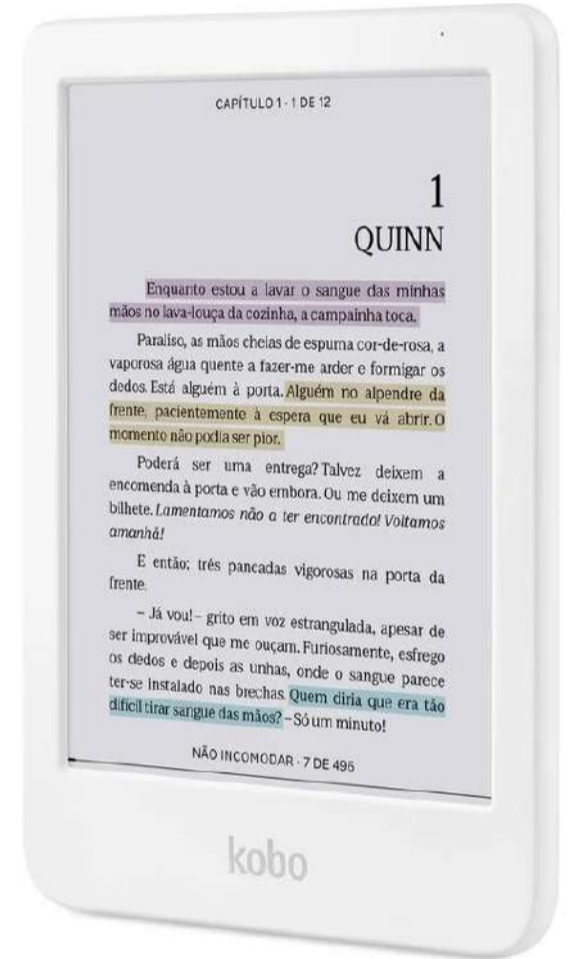 CAPÍTULO 1 · 1 DE 12
1
QUINN
Enquanto estou a lavar o sangue das minhas
mãos no lava-louça da cozinha, a campainha toca.
Paraliso, as mãos cheias de espuma cor-de-rosa, a
vaporosa água quente a fazer-me arder e formigar os
dedos. Está alguém à porta. Alguém no alpendre da
frente, pacientemente à espera que eu vá abrir. O
momento não podia ser pior.
Poderá ser uma entrega? Talvez deixem a
encomenda à porta e vão embora. Ou me deixem um
bilhete. Lamentamos não a ter encontrado! Voltamos
amanhã!
E então: três pancadas vigorosas na porta da
frente.
– Já vou! – grito em voz estrangulada, apesar de
ser improvável que me ouçam. Furiosamente, esfrego
os dedos e depois as unhas, onde o sangue parece
ter-se instalado nas brechas. Quem diria que era tão
difícil tirar sangue das mãos? – Só um minuto!
NÃO INCOMODAR · 7 DE 495
kobo